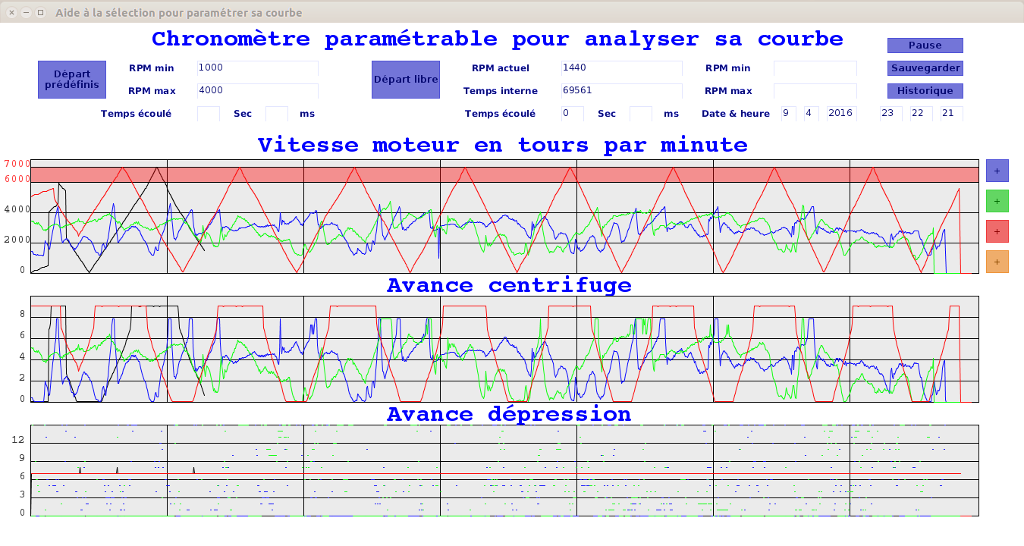 Aide à la sélection pour paramétrer sa courbe
Chronomètre paramétrable pour analyser sa courbe
Pause
Départ prédéfinis
RPM min 1000
RPM max 4000
Temps écoulé Sec ms
Départ libre
RPM actuel 1440
Temps interne 69561
Temps écoulé 0 Sec ms
RPM min
RPM max
Date & heure 9 4 2016 23 22 21
Sauvegarder
Historique
Vitesse moteur en tours par minute
7000
6000
4000
2000
0
+
+
+
+
Avance centrifuge
8
6
4
2
0
Avance dépression
12
9
6
3
0